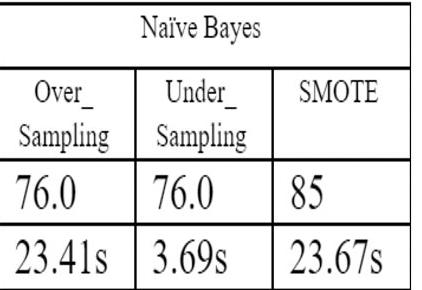 Naïve Bayes
Over_ Sampling Under_ Sampling SMOTE
76.0 76.0 85
23.41s 3.69s 23.67s